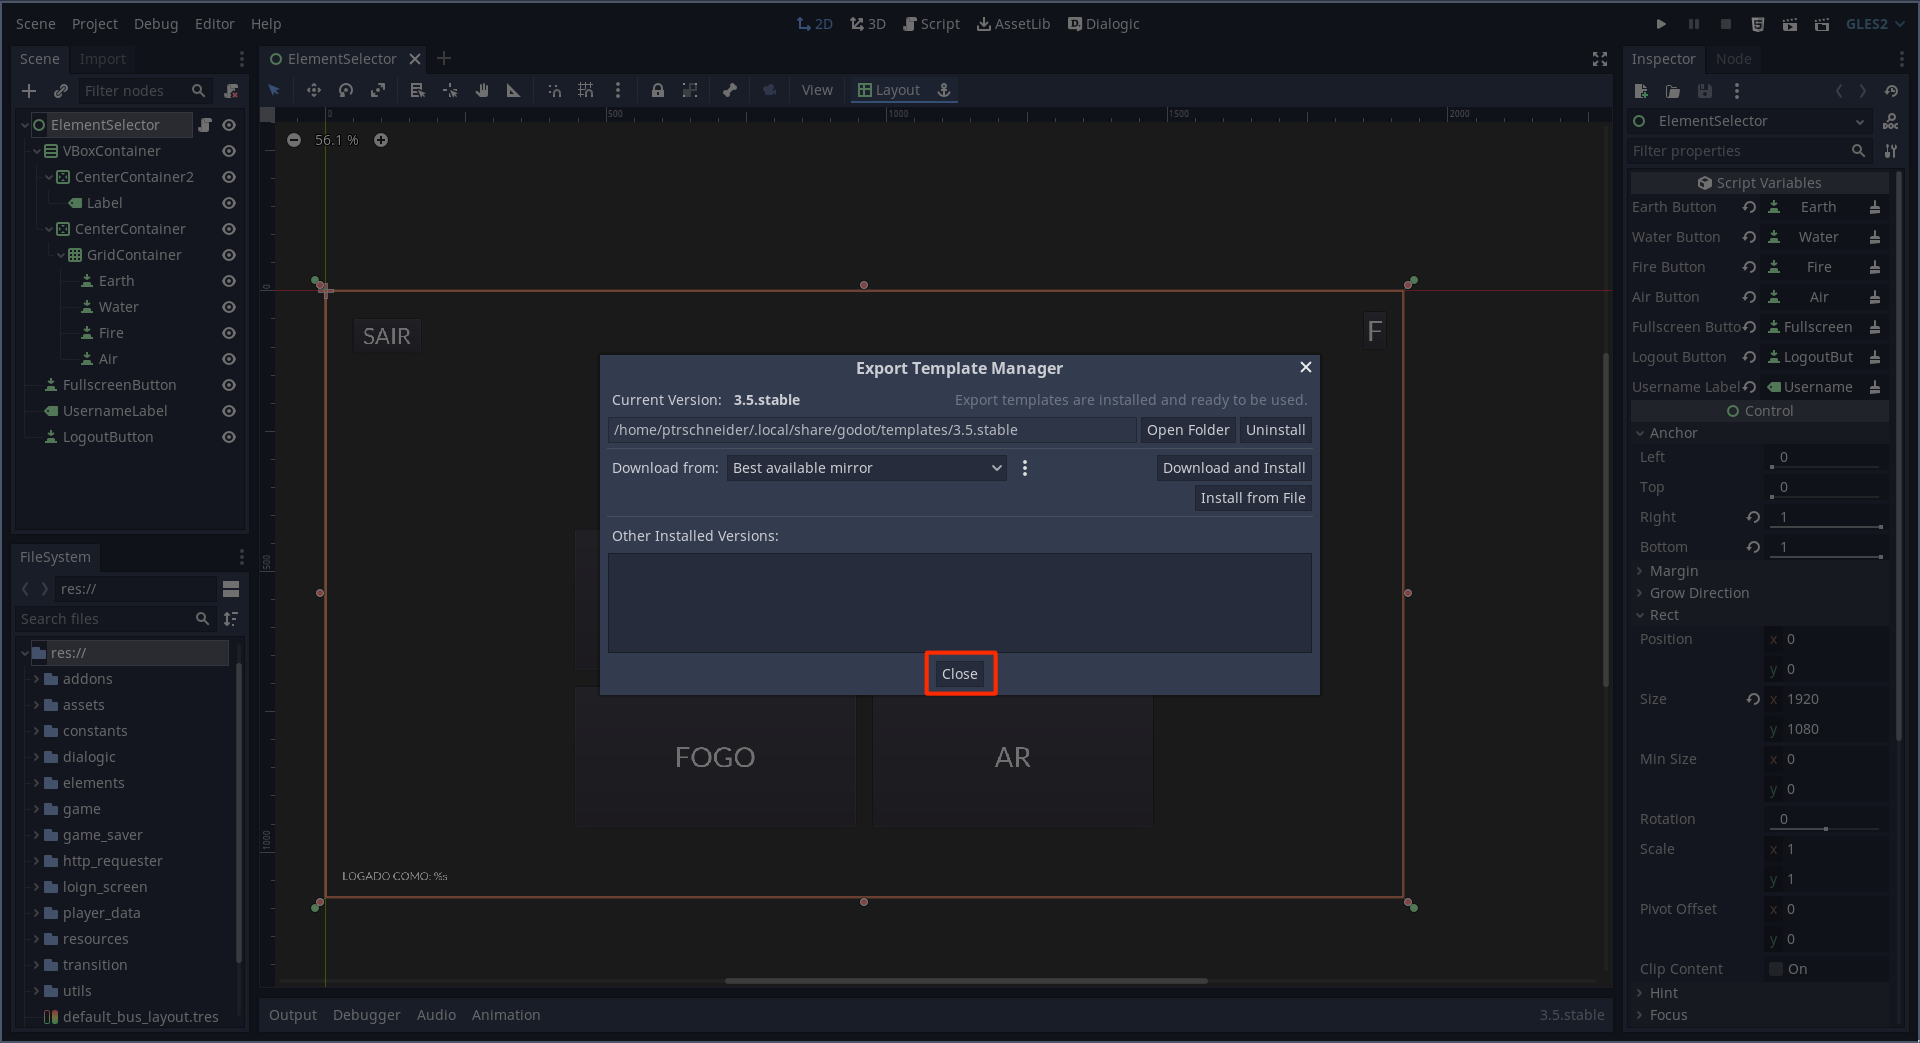 Scene Project Debug Editor Help
2D 3D Script AssetLib Dialogic
GLES2
Scene Import
Filter nodes
ElementSelector
VBoxContainer
CenterContainer2
Label
CenterContainer
GridContainer
Earth
Water
Fire
Air
FullscreenButton
UsernameLabel
LogoutButton
FileSystem
res://
Search files
res://
addons
assets
constants
dialogic
elements
game
game_saver
http_requester
loign_screen
player_data
resources
transition
utils
default_bus_layout.tres
ElementSelector
View Layout
0 500 1000 1500 2000
56.1 %
0
500
1000
SAIR
F
Export Template Manager
Current Version: 3.5.stable Export templates are installed and ready to be used.
/home/ptrschneider/.local/share/godot/templates/3.5.stable Open Folder Uninstall
Download from: Best available mirror Download and Install
Install from File
Other Installed Versions:
Close
FOGO AR
LOGADO COMO: %s
Output Debugger Audio Animation 3.5.stable
Inspector Node
ElementSelector
DOC
Filter properties
Script Variables
Earth Button Earth
Water Button Water
Fire Button Fire
Air Button Air
Fullscreen Butto Fullscreen
Logout Button LogoutBut
Username Label Username
Control
Anchor
Left 0
Top 0
Right 1
Bottom 1
Margin
Grow Direction
Rect
Position x 0
y 0
Size x 1920
y 1080
Min Size x 0
y 0
Rotation 0
Scale x 1
y 1
Pivot Offset x 0
y 0
Clip Content On
Hint
Focus